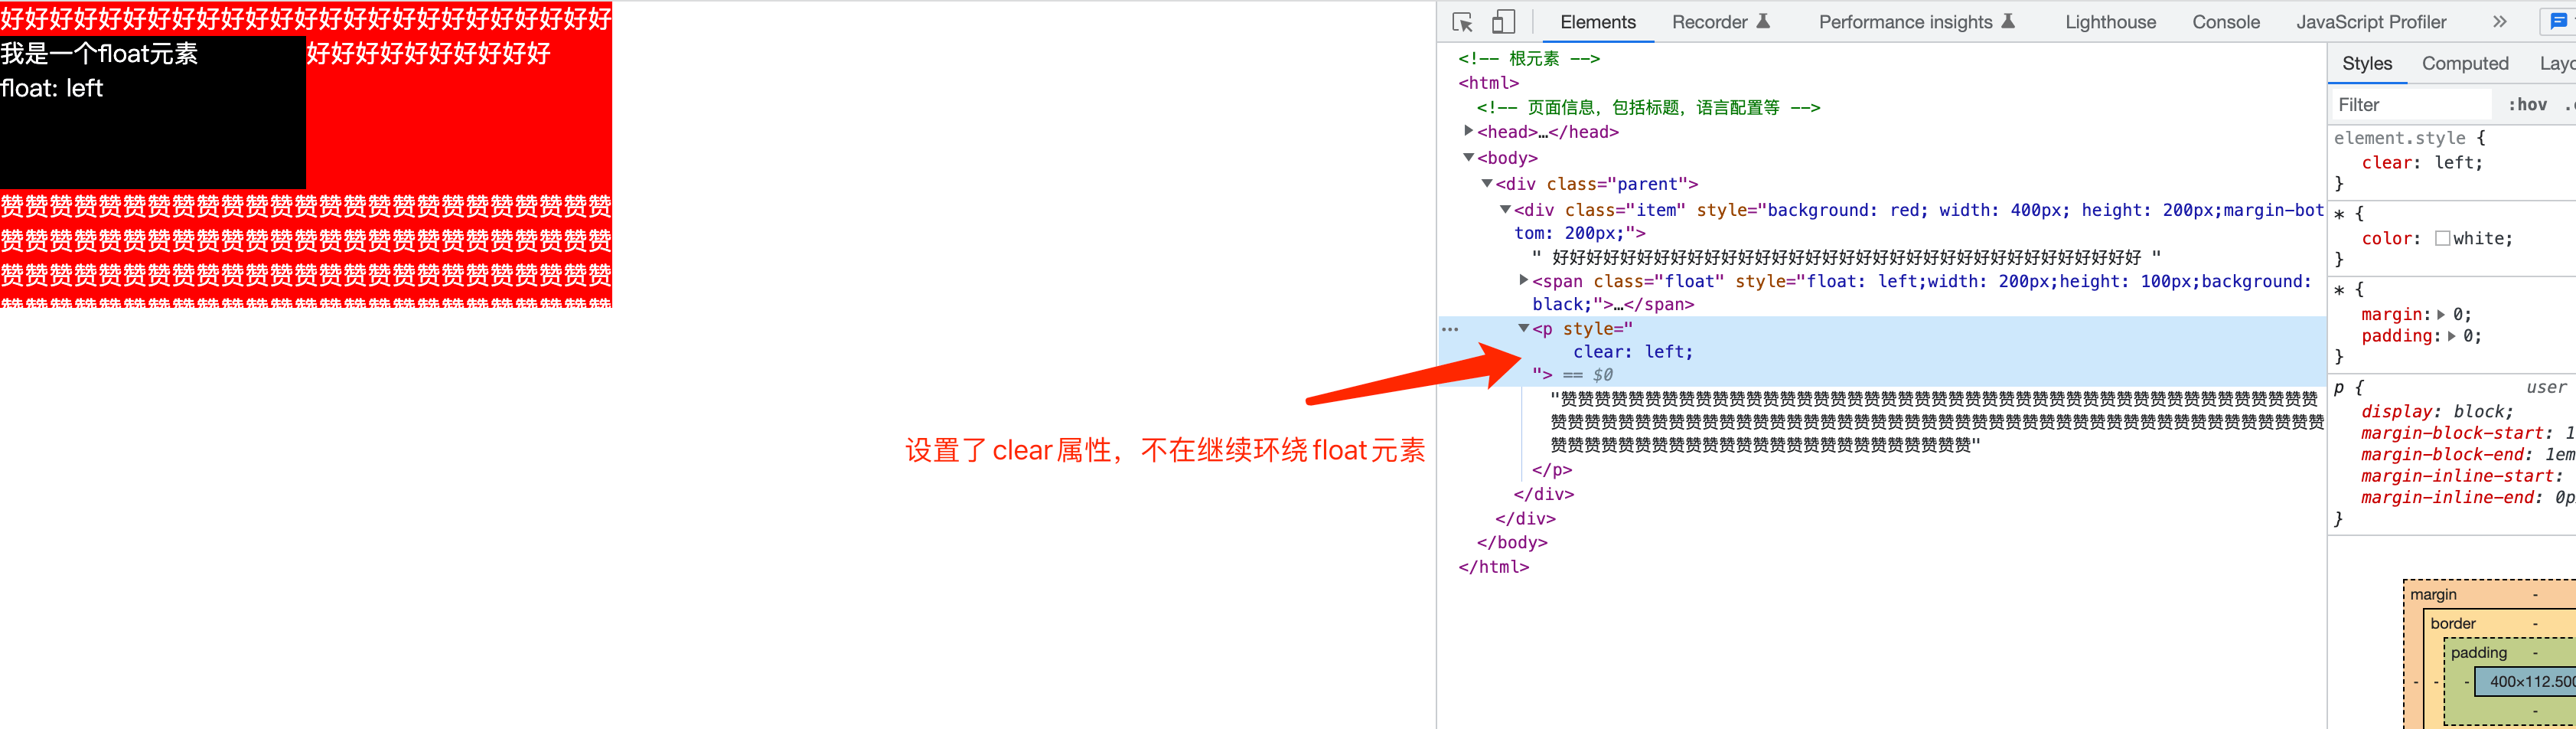 好好好好好好好好好好好好好好好好好好好好好好好好好
我是一个float元素
好好好好好好好好好好
float: left
赞赞赞赞赞赞赞赞赞赞赞赞赞赞赞赞赞赞赞赞赞赞赞赞赞
赞赞赞赞赞赞赞赞赞赞赞赞赞赞赞赞赞赞赞赞赞赞赞赞赞
赞赞赞赞赞赞赞赞赞赞赞赞赞赞赞赞赞赞赞赞赞赞赞赞赞
设置了clear属性，不在继续环绕float元素
Elements Recorder Performance insights Lighthouse Console JavaScript Profiler »
<!-- 根元素 -->
<html>
<!-- 页面信息，包括标题，语言配置等 -->
<head>…</head>
<body>
<div class="parent">
<div class="item" style="background: red; width: 400px; height: 200px;margin-bot
tom: 200px;">
" 好好好好好好好好好好好好好好好好好好好好好好好好好好好好好好好好好好好 "
<span class="float" style="float: left;width: 200px;height: 100px;background:
black;">…</span>
<p style="
clear: left;
"> == $0
"赞赞赞赞赞赞赞赞赞赞赞赞赞赞赞赞赞赞赞赞赞赞赞赞赞赞赞赞赞赞赞赞赞赞赞赞赞赞赞赞赞赞赞赞赞
赞赞赞赞赞赞赞赞赞赞赞赞赞赞赞赞赞赞赞赞赞赞赞赞赞赞赞赞赞赞赞赞赞赞赞赞赞赞赞赞赞赞赞赞赞赞
赞赞赞赞赞赞赞赞赞赞赞赞赞赞赞赞赞赞赞赞赞赞赞赞赞"
</p>
</div>
</div>
</body>
</html>
Styles Computed Layo
Filter :hov
element.style {
clear: left;
}
* {
color: white;
}
* {
margin: 0;
padding: 0;
}
p { user
display: block;
margin-block-start: 1
margin-block-end: 1em
margin-inline-start:
margin-inline-end: 0p
}
margin -
border -
padding -
- - - 400×112.500
-